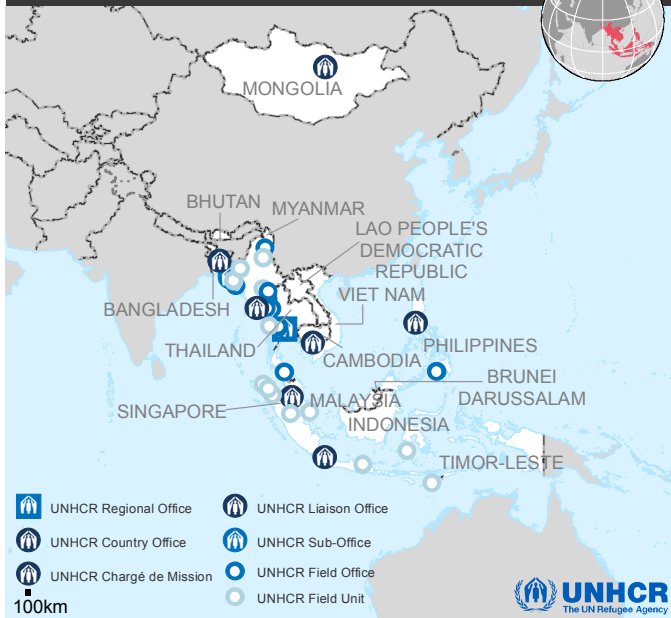 MONGOLIA
BHUTAN
MYANMAR
LAO PEOPLE'S
DEMOCRATIC
REPUBLIC
BANGLADESH
VIET NAM
THAILAND
CAMBODIA
PHILIPPINES
BRUNEI
DARUSSALAM
SINGAPORE
MALAYSIA
INDONESIA
TIMOR-LESTE
UNHCR Regional Office
UNHCR Liaison Office
UNHCR Country Office
UNHCR Sub-Office
UNHCR Chargé de Mission
UNHCR Field Office
UNHCR Field Unit
100km
UNHCR
The UN Refugee Agency